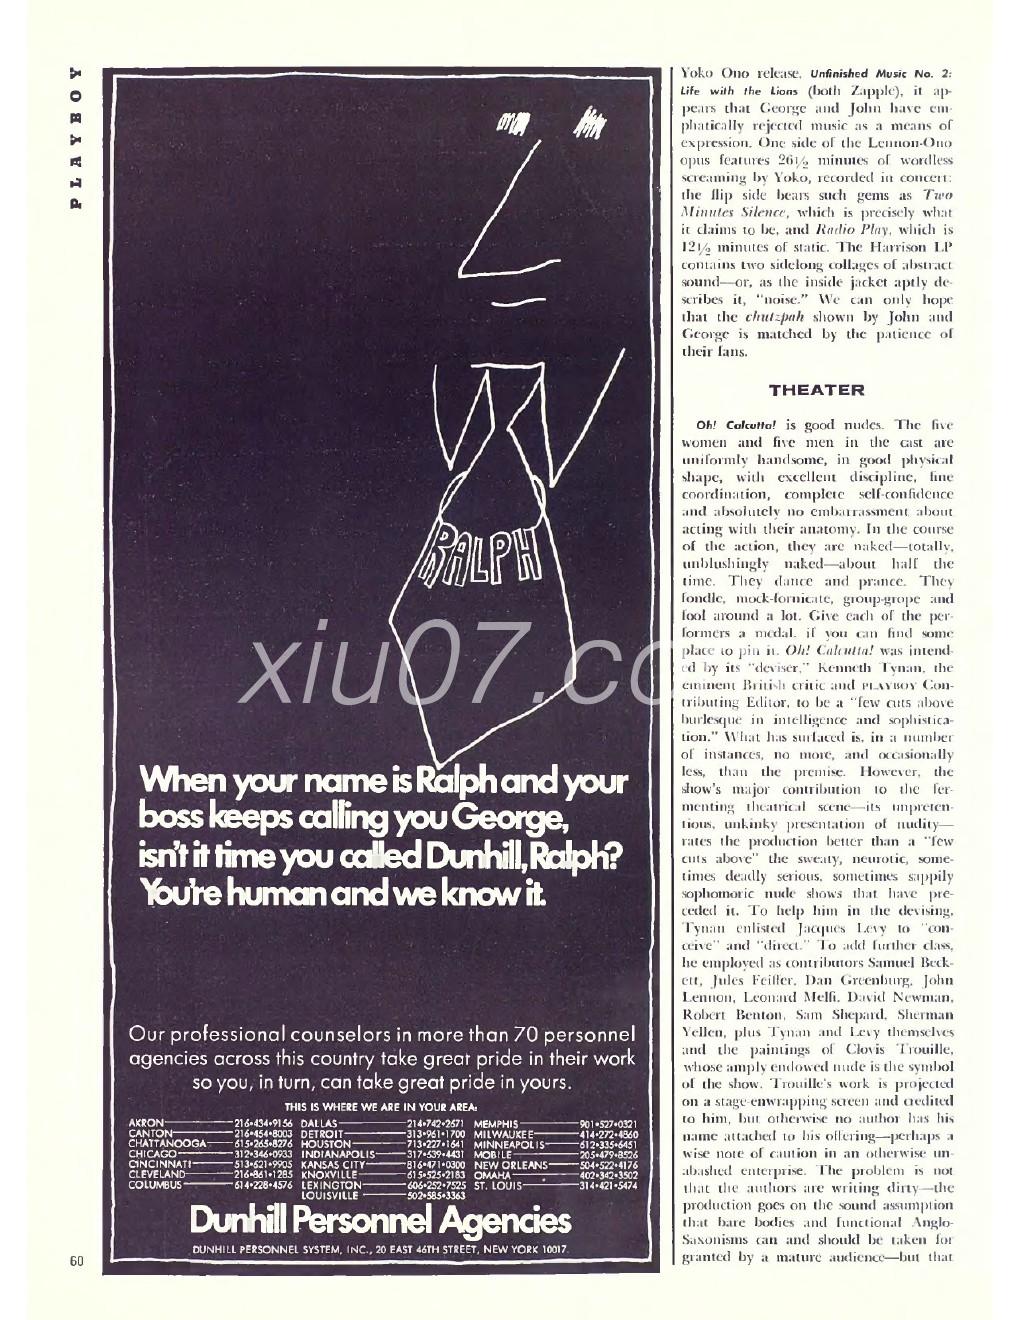 PLAYBOY
RALPH
When your name is Ralph and your
boss keeps calling you George,
isn't it time you called Dunhill, Ralph?
You're human and we know it.
Our professional counselors in more than 70 personnel
agencies across this country take great pride in their work
so you, in turn, can take great pride in yours.
THIS IS WHERE WE ARE IN YOUR AREA:
AKRON 216•434•9156 DALLAS 214•742•2571 MEMPHIS 901•527•0321
CANTON 216•454•8003 DETROIT 313•961•1700 MILWAUKEE 414•272•4860
CHATTANOOGA 615•265•8276 HOUSTON 713•227•1641 MINNEAPOLIS 612•335•6451
CHICAGO 312•346•0933 INDIANAPOLIS 317•639•4431 MOBILE 205•479•8526
CINCINNATI 513•621•9905 KANSAS CITY 816•471•0300 NEW ORLEANS 504•522•4176
CLEVELAND 216•861•1285 KNOXVILLE 615•525•2183 OMAHA 402•342•3502
COLUMBUS 614•228•4576 LEXINGTON 606•252•7525 ST. LOUIS 314•421•5474
LOUISVILLE 502•585•3363
Dunhill Personnel Agencies
DUNHILL PERSONNEL SYSTEM, INC., 20 EAST 46TH STREET, NEW YORK 10017.
60
xiu07.co
Yoko Ono release, Unfinished Music No. 2:
Life with the Lions (both Zapple), it ap-
pears that George and John have em-
phatically rejected music as a means of
expression. One side of the Lennon-Ono
opus features 26½ minutes of wordless
screaming by Yoko, recorded in concert;
the flip side bears such gems as Two
Minutes Silence, which is precisely what
it claims to be, and Radio Play, which is
12½ minutes of static. The Harrison LP
contains two sidelong collages of abstract
sound—or, as the inside jacket aptly de-
scribes it, "noise." We can only hope
that the chutzpah shown by John and
George is matched by the patience of
their fans.
THEATER
Oh! Calcutta! is good nudes. The five
women and five men in the cast are
uniformly handsome, in good physical
shape, with excellent discipline, fine
coordination, complete self-confidence
and absolutely no embarrassment about
acting with their anatomy. In the course
of the action, they are naked—totally,
unblushingly naked—about half the
time. They dance and prance. They
fondle, mock-fornicate, group-grope and
fool around a lot. Give each of the per-
formers a medal, if you can find some
place to pin it. Oh! Calcutta! was intend-
ed by its "deviser," Kenneth Tynan, the
eminent British critic and PLAYBOY Con-
tributing Editor, to be a "few cuts above
burlesque in intelligence and sophistica-
tion." What has surfaced is, in a number
of instances, no more, and occasionally
less, than the premise. However, the
show's major contribution to the fer-
menting theatrical scene—its unpreten-
tious, unkinky presentation of nudity—
rates the production better than a "few
cuts above" the sweaty, neurotic, some-
times deadly serious, sometimes sappily
sophomoric nude shows that have pre-
ceded it. To help him in the devising,
Tynan enlisted Jacques Levy to "con-
ceive" and "direct." To add further class,
he employed as contributors Samuel Beck-
ett, Jules Feiffer, Dan Greenburg, John
Lennon, Leonard Melfi, David Newman,
Robert Benton, Sam Shepard, Sherman
Yellen, plus Tynan and Levy themselves
and the paintings of Clovis Trouille,
whose amply endowed nude is the symbol
of the show. Trouille's work is projected
on a stage-enwrapping screen and credited
to him, but otherwise no author has his
name attached to his offering—perhaps a
wise note of caution in an otherwise un-
abashed enterprise. The problem is not
that the authors are writing dirty—the
production goes on the sound assumption
that bare bodies and functional Anglo-
Saxonisms can and should be taken for
granted by a mature audience—but that